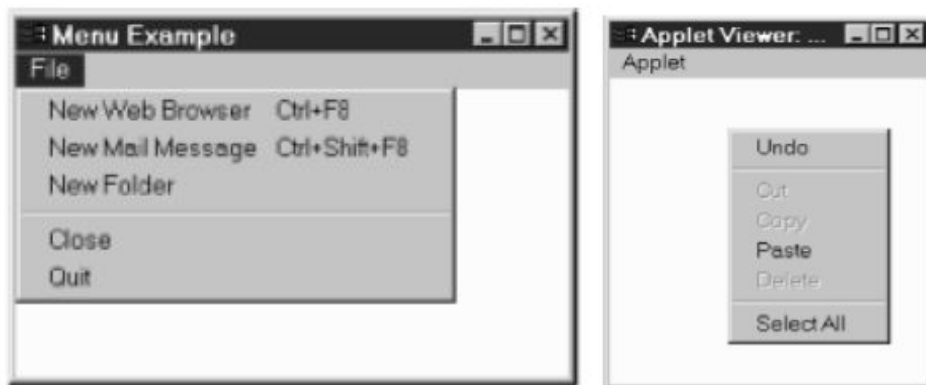 Menu Example
File
New Web Browser Ctrl+F8
New Mail Message Ctrl+Shift+F8
New Folder
Close
Quit
Applet Viewer: ...
Applet
Undo
Cut
Copy
Paste
Delete
Select All